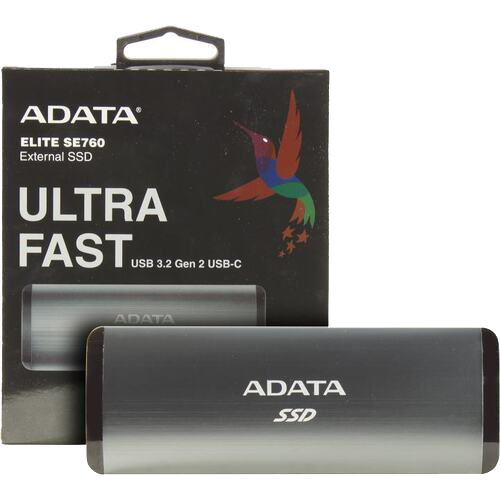 ADATA®
ELITE SE760
External SSD
ULTRA
FAST
USB 3.2 Gen 2 USB-C
ADATA
ADATA
SSD